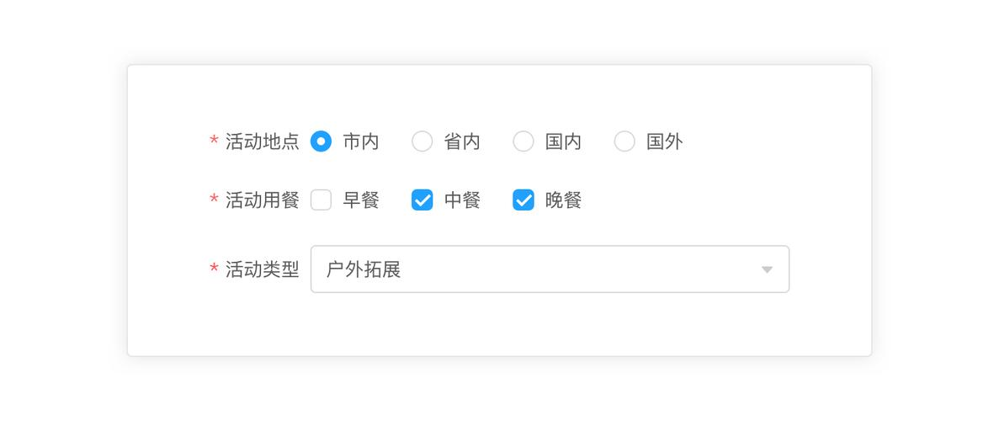 * 活动地点 市内 省内 国内 国外
* 活动用餐 早餐 中餐 晚餐
* 活动类型 户外拓展